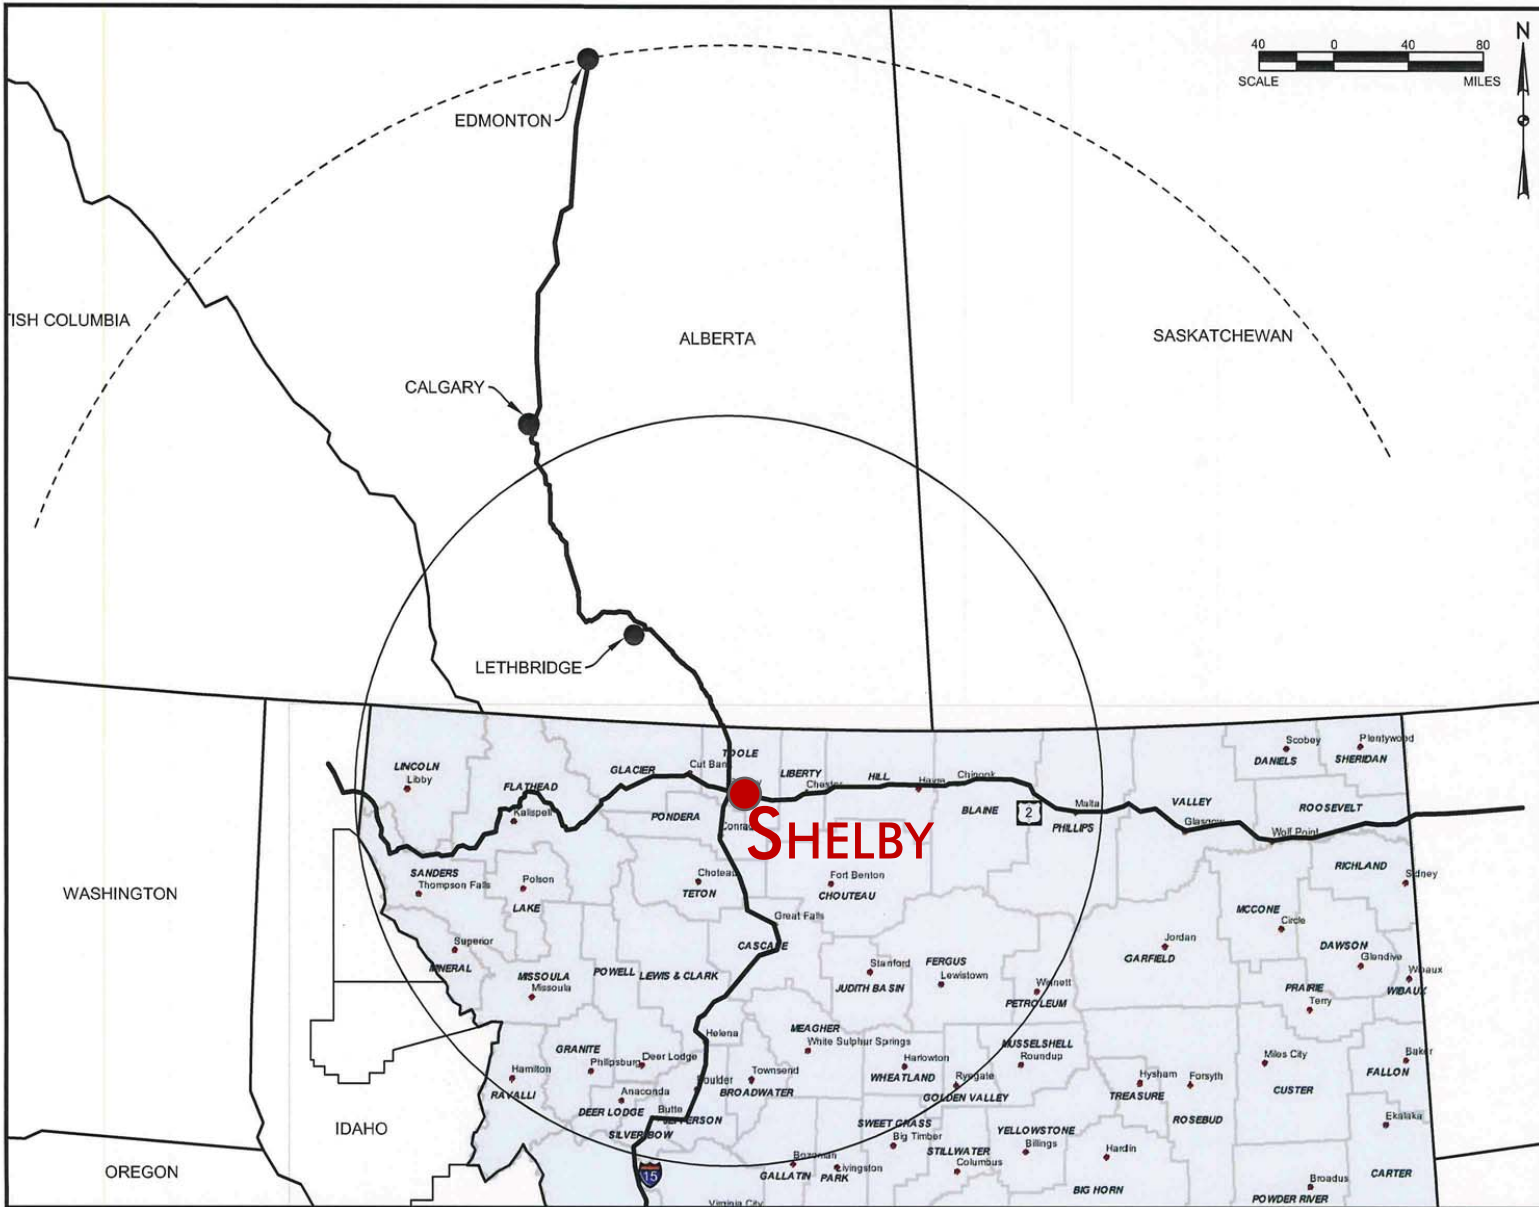 N
40 0 40 80
SCALE MILES
EDMONTON
TISH COLUMBIA
ALBERTA
SASKATCHEWAN
CALGARY
LETHBRIDGE
TOOLE
Scobey
Plentywood
DANIELS
SHERIDAN
LINCOLN
Libby
GLACIER
Cut Bank
LIBERTY
Chester
HILL
Havre
Chinook
FLATHEAD
Kalispell
PONDERA
Conrad
SHELBY
BLAINE
2
Malta
PHILLIPS
VALLEY
Glasgow
ROOSEVELT
Wolf Point
RICHLAND
Sidney
SANDERS
Thompson Falls
Polson
LAKE
Choteau
TETON
Fort Benton
CHOUTEAU
WASHINGTON
MCCONE
Circle
Great Falls
CASCADE
Superior
MINERAL
MISSOULA
Missoula
POWELL
LEWIS & CLARK
Stanford
JUDITH BASIN
FERGUS
Lewistown
Winnett
PETROLEUM
Jordan
GARFIELD
DAWSON
Glendive
Wibaux
WIBAUX
PRAIRIE
Terry
Helena
MEAGHER
White Sulphur Springs
MUSSELSHELL
Roundup
GRANITE
Philipsburg
Deer Lodge
Harlowton
WHEATLAND
Ryegate
GOLDEN VALLEY
Miles City
CUSTER
Baker
FALLON
Hamilton
RAVALLI
Anaconda
DEER LODGE
Boulder
Townsend
BROADWATER
Hysham
TREASURE
Forsyth
ROSEBUD
Butte
JEFFERSON
SILVER BOW
IDAHO
SWEET GRASS
Big Timber
YELLOWSTONE
Billings
STILLWATER
Columbus
Hardin
Ekalaka
CARTER
OREGON
15
Bozeman
GALLATIN
Livingston
PARK
BIG HORN
Broadus
POWDER RIVER
Virginia City